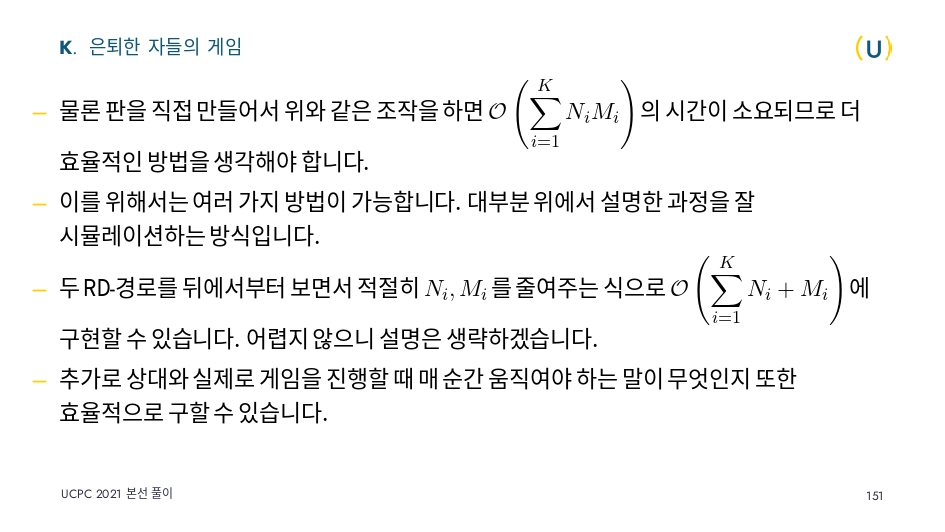 K. 은퇴한 자들의 게임
(U)
– 물론 판을 직접 만들어서 위와 같은 조작을 하면 $\mathcal{O}\left(\sum_{i=1}^{K} N_i M_i\right)$의 시간이 소요되므로 더
효율적인 방법을 생각해야 합니다.
– 이를 위해서는 여러 가지 방법이 가능합니다. 대부분 위에서 설명한 과정을 잘
시뮬레이션하는 방식입니다.
– 두 RD-경로를 뒤에서부터 보면서 적절히 $N_i, M_i$를 줄여주는 식으로 $\mathcal{O}\left(\sum_{i=1}^{K} N_i + M_i\right)$에
구현할 수 있습니다. 어렵지 않으니 설명은 생략하겠습니다.
– 추가로 상대와 실제로 게임을 진행할 때 매 순간 움직여야 하는 말이 무엇인지 또한
효율적으로 구할 수 있습니다.
UCPC 2021 본선 풀이
151